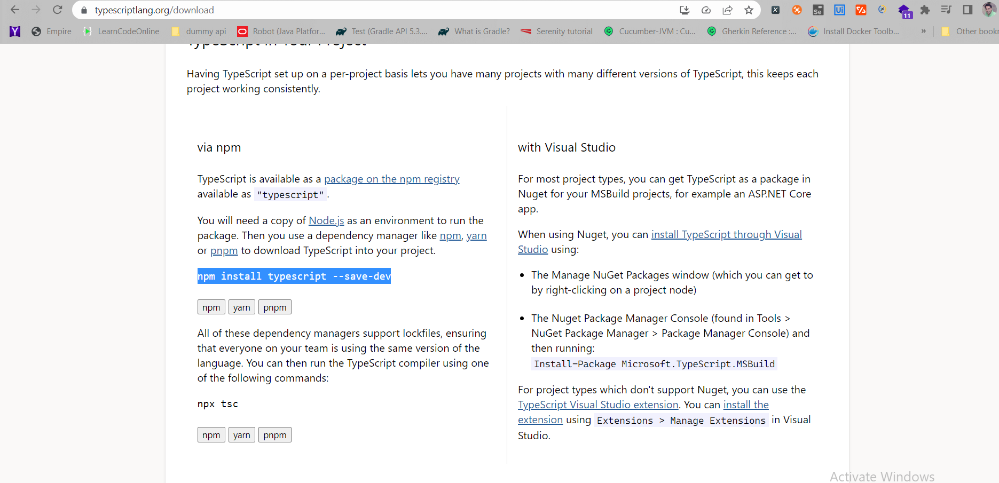 typescriptlang.org/download
11
Empire
LearnCodeOnline
dummy api
Robot (Java Platfor...
Test (Gradle API 5.3....
What is Gradle?
Serenity tutorial
Cucumber-JVM : Cu...
Gherkin Reference :...
Install Docker Toolb...
»
Other bookr
TypeScript in Your Project
Having TypeScript set up on a per-project basis lets you have many projects with many different versions of TypeScript, this keeps each
project working consistently.
via npm
TypeScript is available as a package on the npm registry
available as "typescript".
You will need a copy of Node.js as an environment to run the
package. Then you use a dependency manager like npm, yarn
or pnpm to download TypeScript into your project.
npm install typescript --save-dev
npm yarn pnpm
All of these dependency managers support lockfiles, ensuring
that everyone on your team is using the same version of the
language. You can then run the TypeScript compiler using one
of the following commands:
npx tsc
npm yarn pnpm
with Visual Studio
For most project types, you can get TypeScript as a package in
Nuget for your MSBuild projects, for example an ASP.NET Core
app.
When using Nuget, you can install TypeScript through Visual
Studio using:
• The Manage NuGet Packages window (which you can get to
by right-clicking on a project node)
• The Nuget Package Manager Console (found in Tools >
NuGet Package Manager > Package Manager Console) and
then running:
Install-Package Microsoft.TypeScript.MSBuild
For project types which don't support Nuget, you can use the
TypeScript Visual Studio extension. You can install the
extension using Extensions > Manage Extensions in Visual
Studio.
Activate Windows